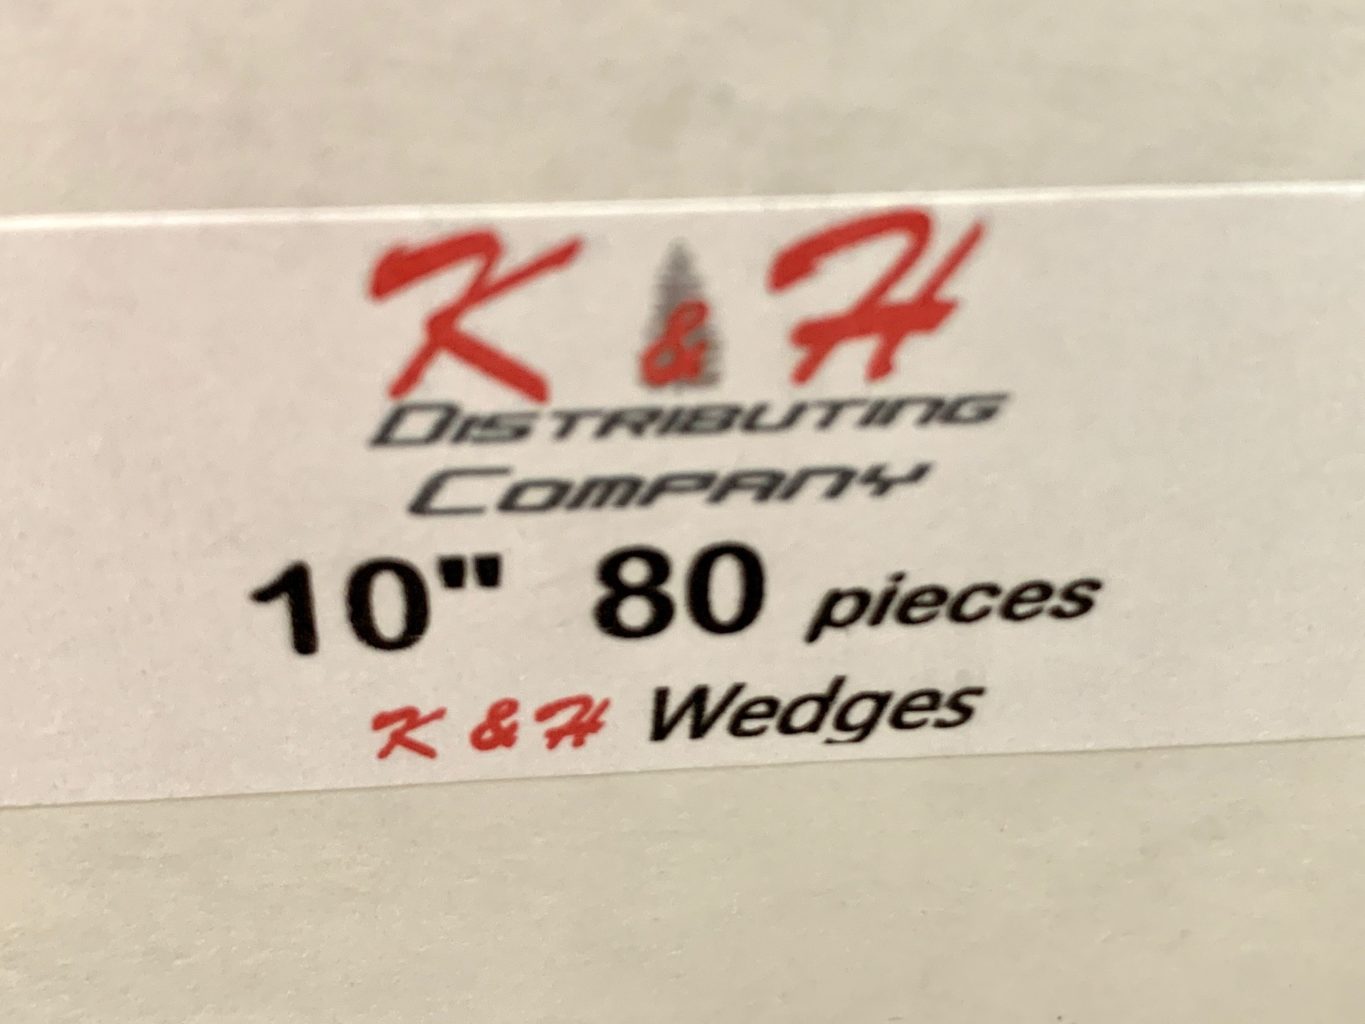 K & H
Distributing
Company
10" 80 pieces
K & H Wedges